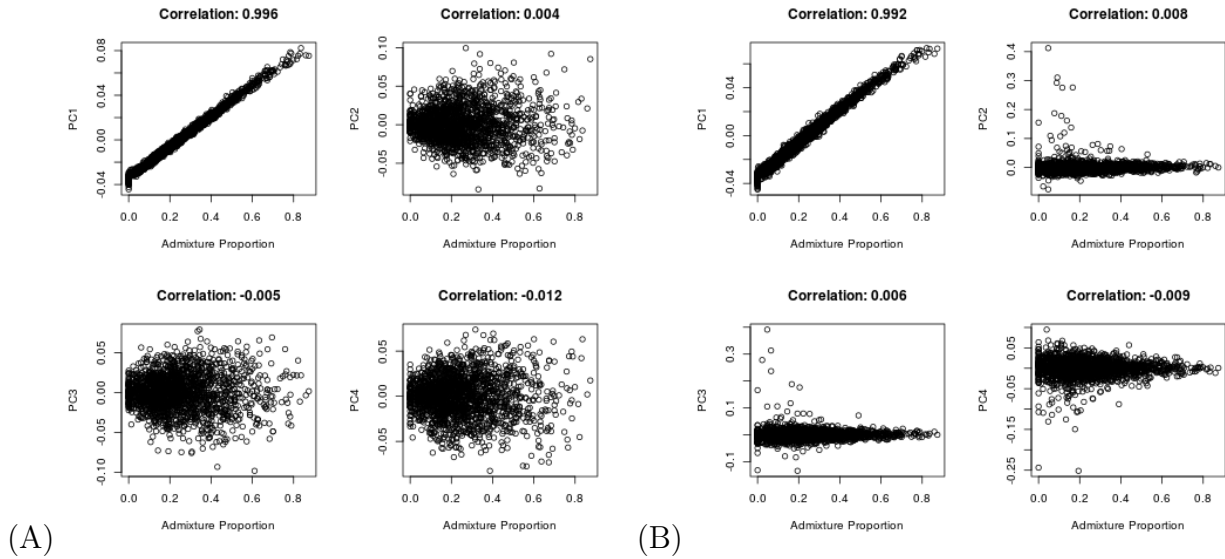 Correlation: 0.996
PC1
0.08
0.04
0.00
-0.04
0.0 0.2 0.4 0.6 0.8
Admixture Proportion
Correlation: 0.004
PC2
0.10
0.05
0.00
-0.05
0.0 0.2 0.4 0.6 0.8
Admixture Proportion
Correlation: -0.005
PC3
0.05
0.00
-0.05
-0.10
0.0 0.2 0.4 0.6 0.8
Admixture Proportion
Correlation: -0.012
PC4
0.05
0.00
-0.05
0.0 0.2 0.4 0.6 0.8
Admixture Proportion
(A)
Correlation: 0.992
PC1
0.04
0.00
-0.04
0.0 0.2 0.4 0.6 0.8
Admixture Proportion
Correlation: 0.008
PC2
0.4
0.3
0.2
0.1
0.0
0.0 0.2 0.4 0.6 0.8
Admixture Proportion
Correlation: 0.006
PC3
0.3
0.1
-0.1
0.0 0.2 0.4 0.6 0.8
Admixture Proportion
Correlation: -0.009
PC4
0.05
-0.05
-0.15
-0.25
0.0 0.2 0.4 0.6 0.8
Admixture Proportion
(B)